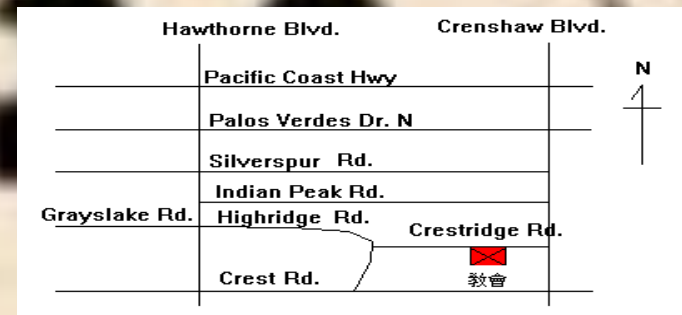 Hawthorne Blvd.
Crenshaw Blvd.
N
Pacific Coast Hwy
Palos Verdes Dr. N
Silverspur Rd.
Indian Peak Rd.
Grayslake Rd.
Highridge Rd.
Crestridge Rd.
Crest Rd.
教會